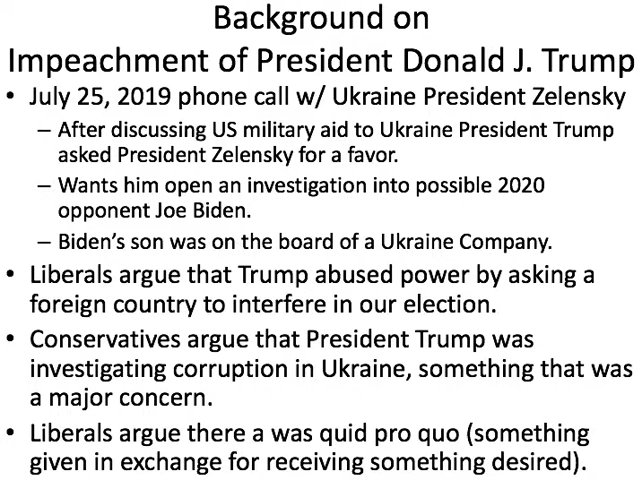 Background on
Impeachment of President Donald J. Trump
• July 25, 2019 phone call w/ Ukraine President Zelensky
– After discussing US military aid to Ukraine President Trump
asked President Zelensky for a favor.
– Wants him open an investigation into possible 2020
opponent Joe Biden.
– Biden's son was on the board of a Ukraine Company.
• Liberals argue that Trump abused power by asking a
foreign country to interfere in our election.
• Conservatives argue that President Trump was
investigating corruption in Ukraine, something that was
a major concern.
• Liberals argue there a was quid pro quo (something
given in exchange for receiving something desired).